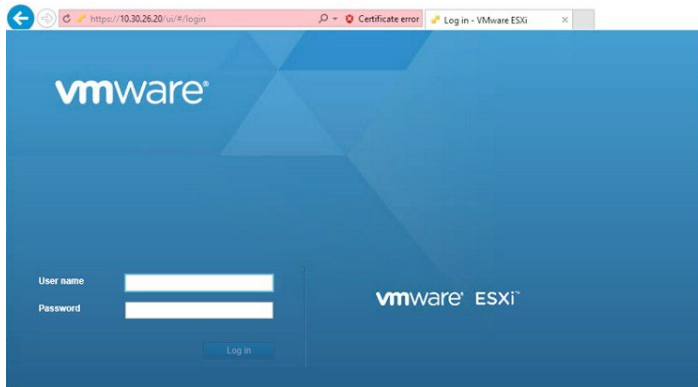 https://10.30.26.20/ui/#/login
Certificate error
Log in - VMware ESXi
vmware®
User name
Password
vmware® ESXi™
Log in